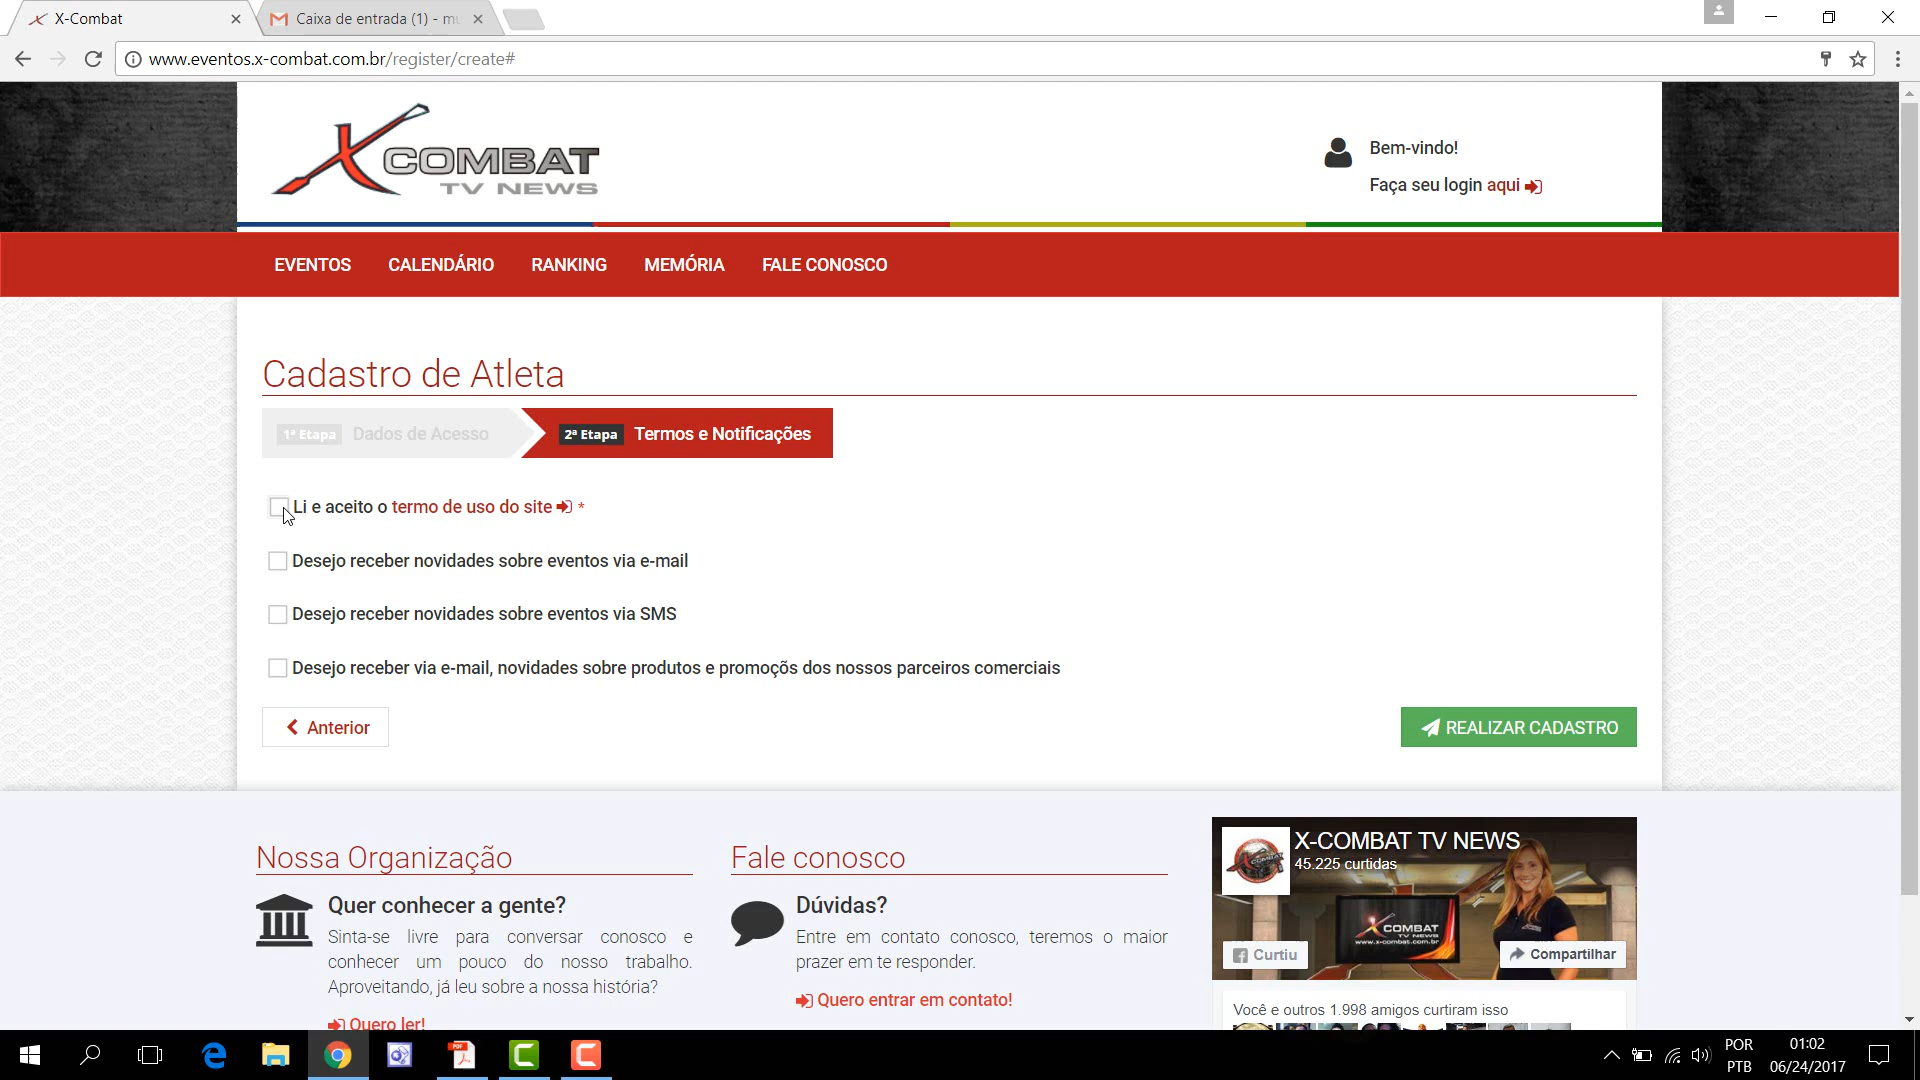 X-Combat
Caixa de entrada (1) - mu
www.eventos.x-combat.com.br/register/create#
XCOMBAT
TV NEWS
Bem-vindo!
Faça seu login aqui
EVENTOS CALENDÁRIO RANKING MEMÓRIA FALE CONOSCO
Cadastro de Atleta
1ª Etapa Dados de Acesso
2ª Etapa Termos e Notificações
Li e aceito o termo de uso do site *
Desejo receber novidades sobre eventos via e-mail
Desejo receber novidades sobre eventos via SMS
Desejo receber via e-mail, novidades sobre produtos e promoçõs dos nossos parceiros comerciais
Anterior
REALIZAR CADASTRO
Nossa Organização
Quer conhecer a gente?
Sinta-se livre para conversar conosco e
conhecer um pouco do nosso trabalho.
Aproveitando, já leu sobre a nossa história?
Quero ler!
Fale conosco
Dúvidas?
Entre em contato conosco, teremos o maior
prazer em te responder.
Quero entrar em contato!
X-COMBAT TV NEWS
45.225 curtidas
XCOMBAT
TV NEWS
www.x-combat.com.br
Curtiu
Compartilhar
Você e outros 1.998 amigos curtiram isso
POR
PTB
01:02
06/24/2017